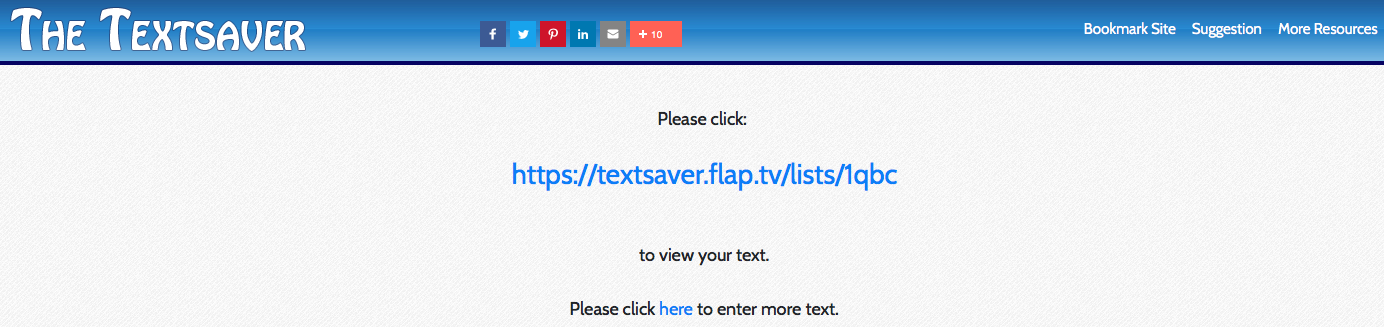 The Textsaver
+ 10
Bookmark Site Suggestion More Resources
Please click:
https://textsaver.flap.tv/lists/1qbc
to view your text.
Please click here to enter more text.